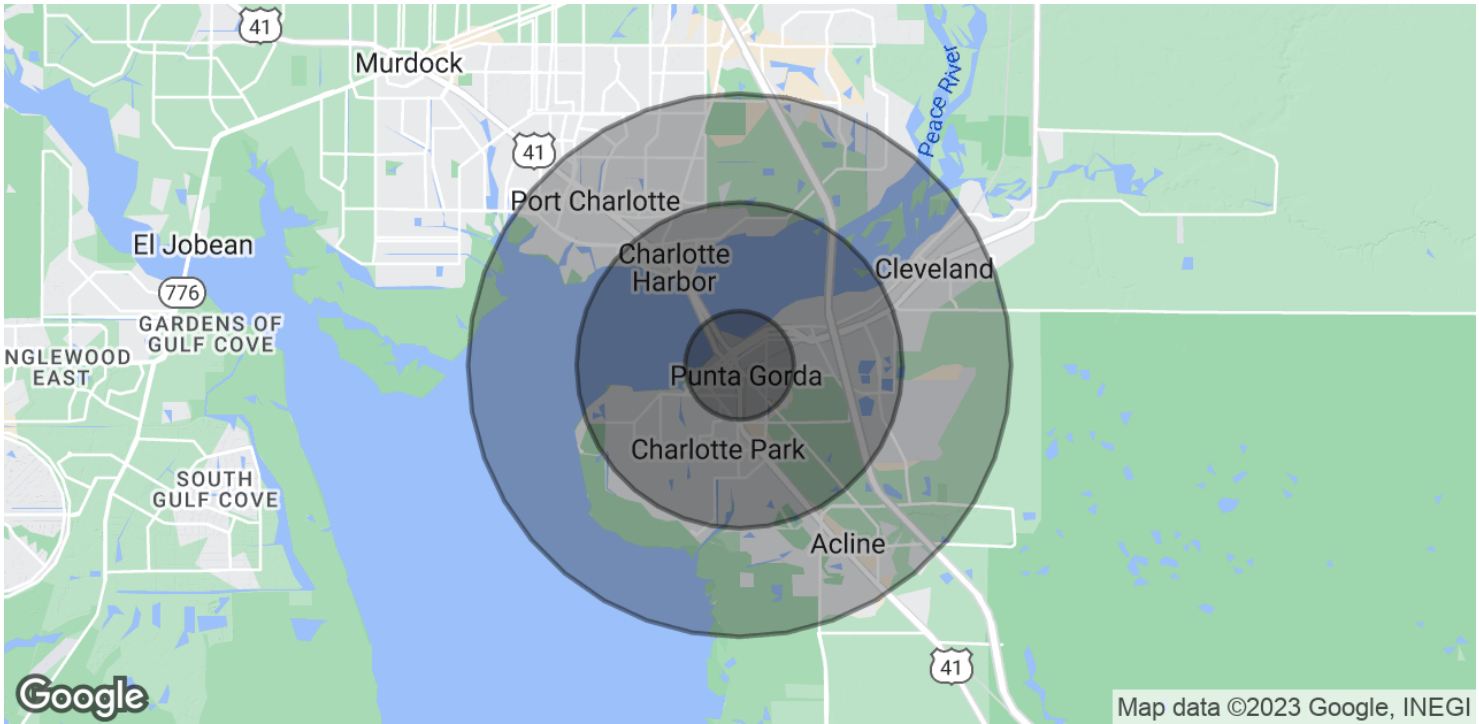 41
Murdock
Peace River
41
Port Charlotte
El Jobean
Charlotte
Harbor
Cleveland
776
GARDENS OF
GULF COVE
NGLEWOOD
EAST
Punta Gorda
Charlotte Park
SOUTH
GULF COVE
Acline
41
Google
Map data ©2023 Google, INEGI